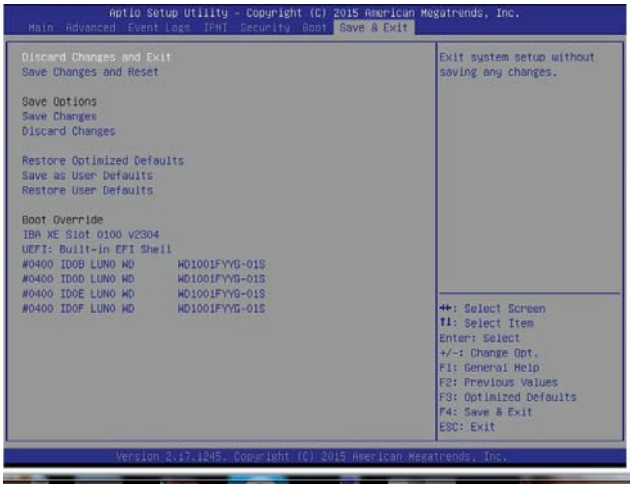 Aptio Setup Utility - Copyright (C) 2015 American Megatrends, Inc.
Main Advanced Event Logs IPMI Security Boot Save & Exit
Discard Changes and Exit
Save Changes and Reset
Save Options
Save Changes
Discard Changes
Restore Optimized Defaults
Save as User Defaults
Restore User Defaults
Boot Override
IBA XE Slot 0100 v2304
UEFI: Built-in EFI Shell
#0400 ID0B LUN0 WD WD1001FYYG-01S
#0400 ID0D LUN0 WD WD1001FYYG-01S
#0400 ID0E LUN0 WD WD1001FYYG-01S
#0400 ID0F LUN0 WD WD1001FYYG-01S
Exit system setup without
saving any changes.
↔: Select Screen
↑↓: Select Item
Enter: Select
+/-: Change Opt.
F1: General Help
F2: Previous Values
F3: Optimized Defaults
F4: Save & Exit
ESC: Exit
Version 2.17.1245. Copyright (C) 2015 American Megatrends, Inc.